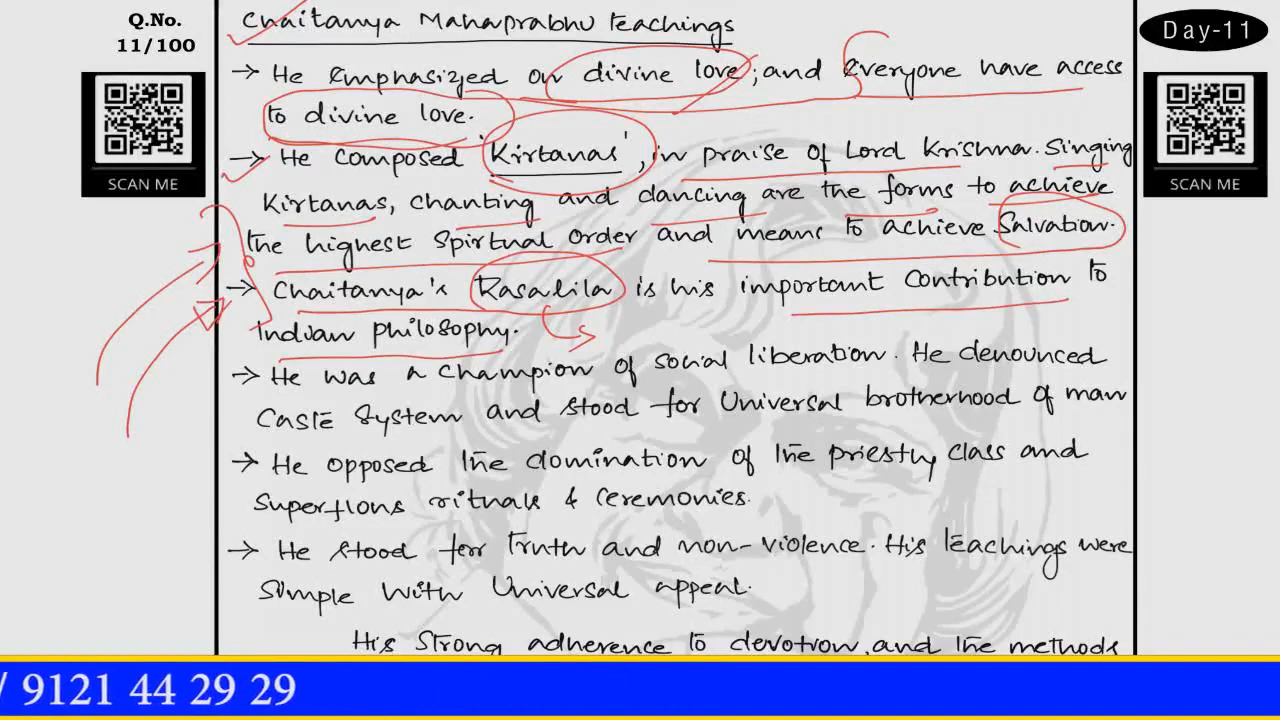 Q.No.
11/100
SCAN ME
Chaitanya Mahaprabhu teachings
→ He Emphasized on divine love, and everyone have access
to divine love.
→ He composed 'Kirtanas', in praise of Lord Krishna. Singing
Kirtanas, chanting and dancing are the forms to achieve
the highest Spirtual Order and means to achieve Salvation.
→ Chaitanya's Rasalila is his important Contribution to
Indian philosophy.
→ He was a champion of social liberation. He denounced
Caste System and stood for Universal brotherhood of man
→ He opposed the domination of the priestly class and
Superflons rituals & ceremonies.
→ He stood for truth and non-violence. His teachings were
Simple with Universal appeal.
His Strong adherence to devotion, and the methods
Day-11
SCAN ME
/ 9121 44 29 29